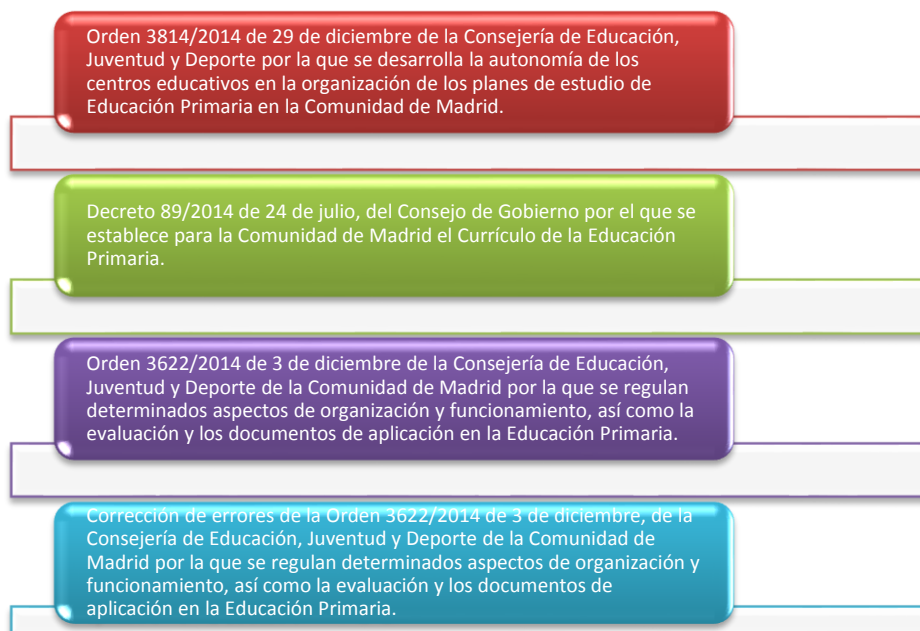 Orden 3814/2014 de 29 de diciembre de la Consejería de Educación,
Juventud y Deporte por la que se desarrolla la autonomía de los
centros educativos en la organización de los planes de estudio de
Educación Primaria en la Comunidad de Madrid.
Decreto 89/2014 de 24 de julio, del Consejo de Gobierno por el que se
establece para la Comunidad de Madrid el Currículo de la Educación
Primaria.
Orden 3622/2014 de 3 de diciembre de la Consejería de Educación,
Juventud y Deporte de la Comunidad de Madrid por la que se regulan
determinados aspectos de organización y funcionamiento, así como la
evaluación y los documentos de aplicación en la Educación Primaria.
Corrección de errores de la Orden 3622/2014 de 3 de diciembre, de la
Consejería de Educación, Juventud y Deporte de la Comunidad de
Madrid por la que se regulan determinados aspectos de organización y
funcionamiento, así como la evaluación y los documentos de
aplicación en la Educación Primaria.